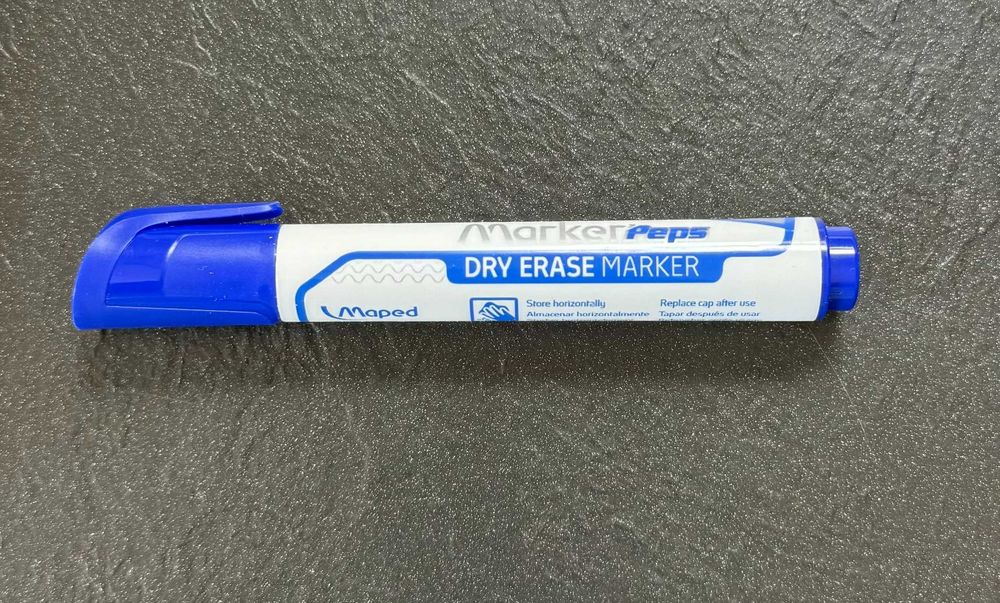 MarkerPeps
DRY ERASE MARKER
Maped
Store horizontally
Almacenar horizontalmente
Replace cap after use
Tapar después de usar